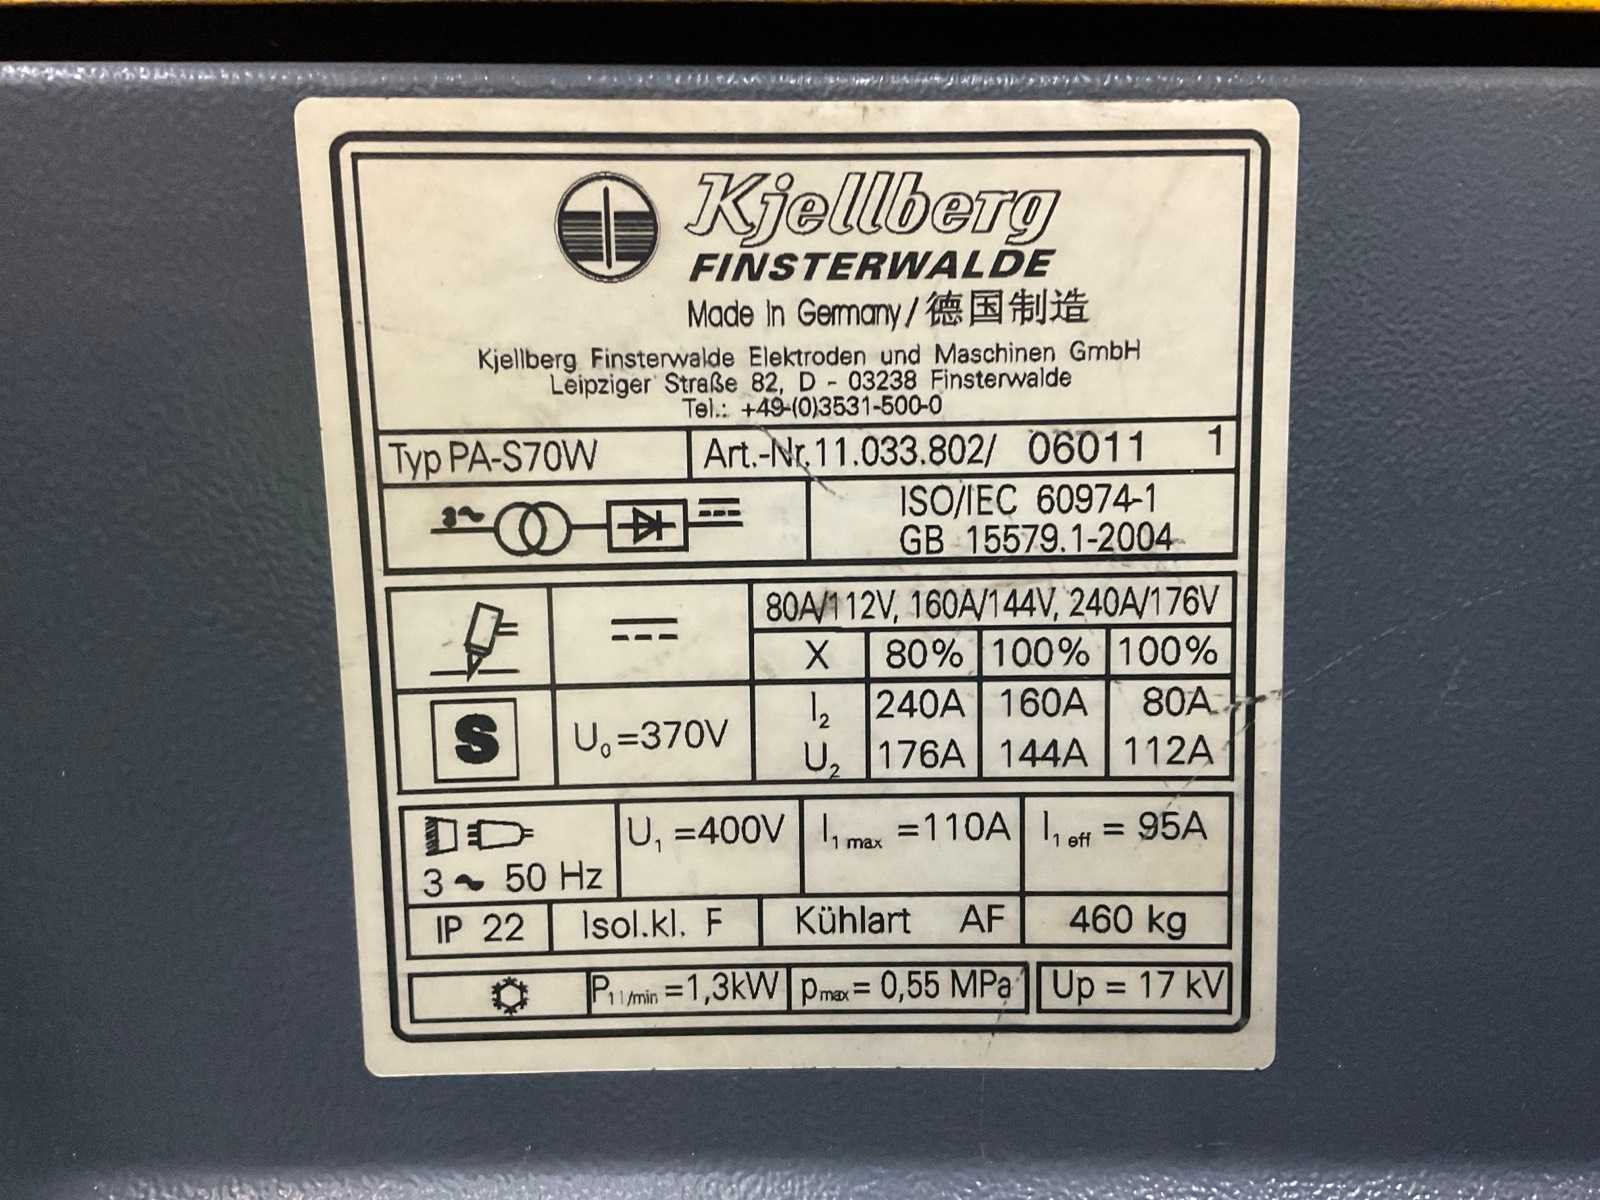 Kjellberg
FINSTERWALDE
Made in Germany/德国制造
Kjellberg Finsterwalde Elektroden und Maschinen GmbH
Leipziger Straße 82, D - 03238 Finsterwalde
Tel.: +49-(0)3531-500-0
Typ PA-S70W Art.-Nr.11.033.802/ 06011 1
3~ ISO/IEC 60974-1
GB 15579.1-2004
80A/112V, 160A/144V, 240A/176V
X 80% 100% 100%
S U₀=370V I₂ 240A 160A 80A
U₂ 176A 144A 112A
U₁ =400V I₁ max =110A I₁ eff = 95A
3 ~ 50 Hz
IP 22 Isol.kl. F Kühlart AF 460 kg
P1 l/min =1,3kW pmax= 0,55 MPa Up = 17 kV